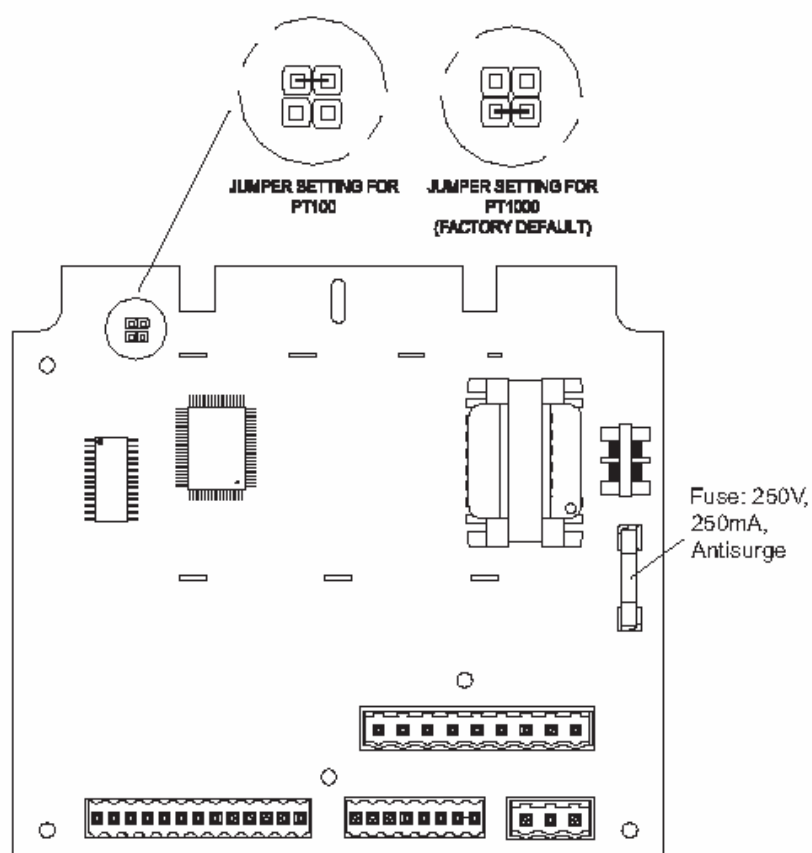 JUMPER SETTING FOR
PT100
JUMPER SETTING FOR
PT1000
(FACTORY DEFAULT)
Fuse: 250V,
250mA,
Antisurge